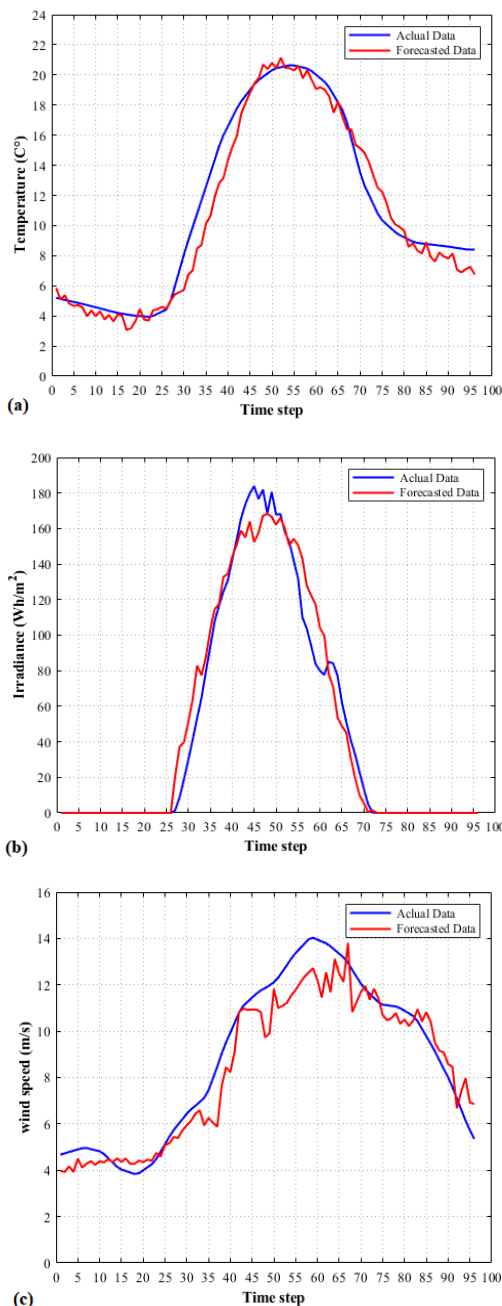 24
22
20
18
16
14
12
10
8
6
4
2
0
Temperature (C°)
Aclual Data
Forecasted Data
0 5 10 15 20 25 30 35 40 45 50 55 60 65 70 75 80 85 90 95 100
Time step
(a)
200
180
160
140
120
100
80
60
40
20
0
Irradiance (Wh/m²)
Actual Data
Forecasted Data
0 5 10 15 20 25 30 35 40 45 50 55 60 65 70 75 80 85 90 95 100
Time step
(b)
16
14
12
10
8
6
4
2
0
wind speed (m/s)
Aclual Data
Forecasted Data
0 5 10 15 20 25 30 35 40 45 50 55 60 65 70 75 80 85 90 95 100
Time step
(c)